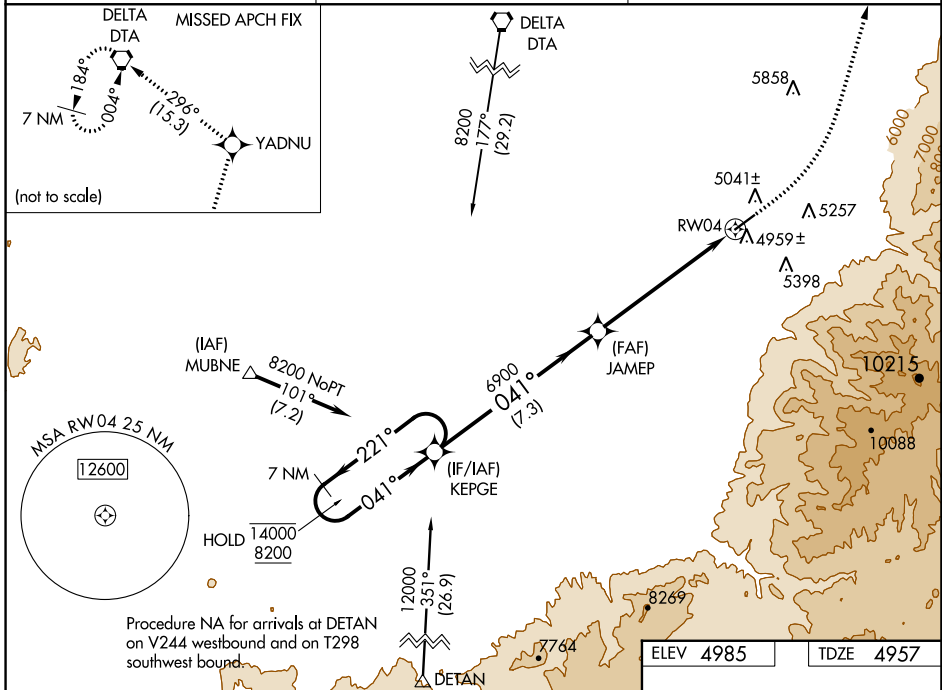 MISSED APCH FIX
DELTA
DTA
184°
004°
7 NM
296°
(15.3)
YADNU
(not to scale)
DELTA
DTA
8200
177°
(29.2)
5858
6000
7000
5041±
5257
RW04
4959±
5398
(FAF)
JAMEP
10215
10088
(IAF)
MUBNE
8200 NoPT
101°
(7.2)
6900
041°
(7.3)
MSA RW04 25 NM
12600
221°
7 NM
041°
(IF/IAF)
KEPGE
HOLD
14000
8200
12000
351°
(26.9)
Procedure NA for arrivals at DETAN
on V244 westbound and on T298
southwest bound.
DETAN
8269
7764
ELEV 4985
TDZE 4957